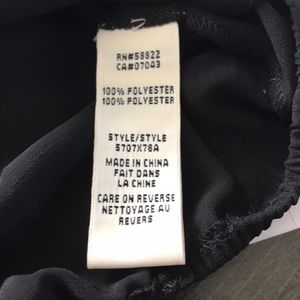 RN#58822
CA#07043
100% POLYESTER
100% POLYESTER
STYLE/STYLE
5707X78A
MADE IN CHINA
FAIT DANS
LA CHINE
CARE ON REVERSE
NETTOYAGE AU
REVERS